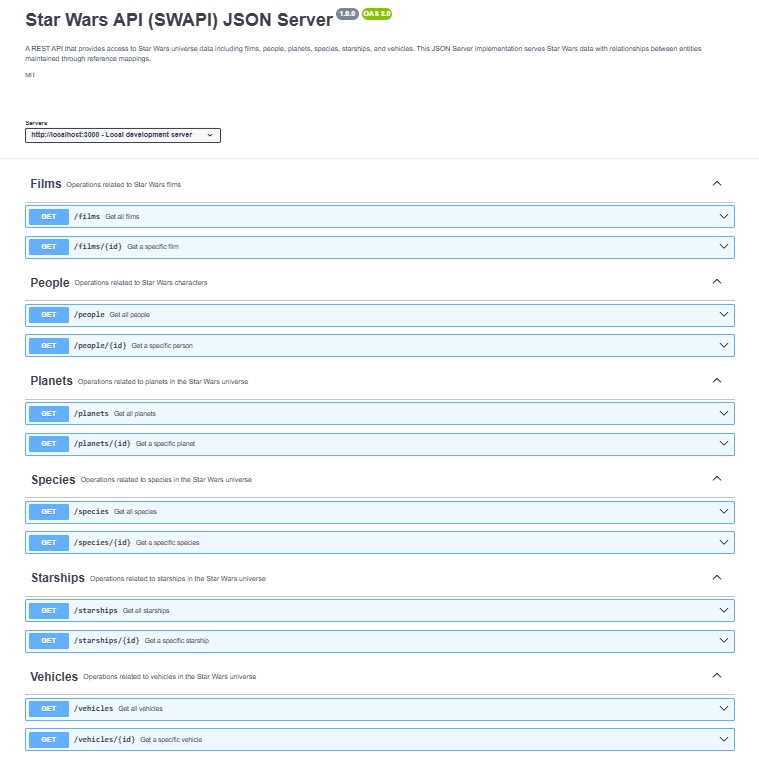 Star Wars API (SWAPI) JSON Server 1.0.0 OAS 3.0
A REST API that provides access to Star Wars universe data including films, people, planets, species, starships, and vehicles. This JSON Server implementation serves Star Wars data with relationships between entities
maintained through reference mappings.
MIT
Servers
http://localhost:3000 - Local development server
Films Operations related to Star Wars films
GET /films Get all films
GET /films/{id} Get a specific film
People Operations related to Star Wars characters
GET /people Get all people
GET /people/{id} Get a specific person
Planets Operations related to planets in the Star Wars universe
GET /planets Get all planets
GET /planets/{id} Get a specific planet
Species Operations related to species in the Star Wars universe
GET /species Get all species
GET /species/{id} Get a specific species
Starships Operations related to starships in the Star Wars universe
GET /starships Get all starships
GET /starships/{id} Get a specific starship
Vehicles Operations related to vehicles in the Star Wars universe
GET /vehicles Get all vehicles
GET /vehicles/{id} Get a specific vehicle